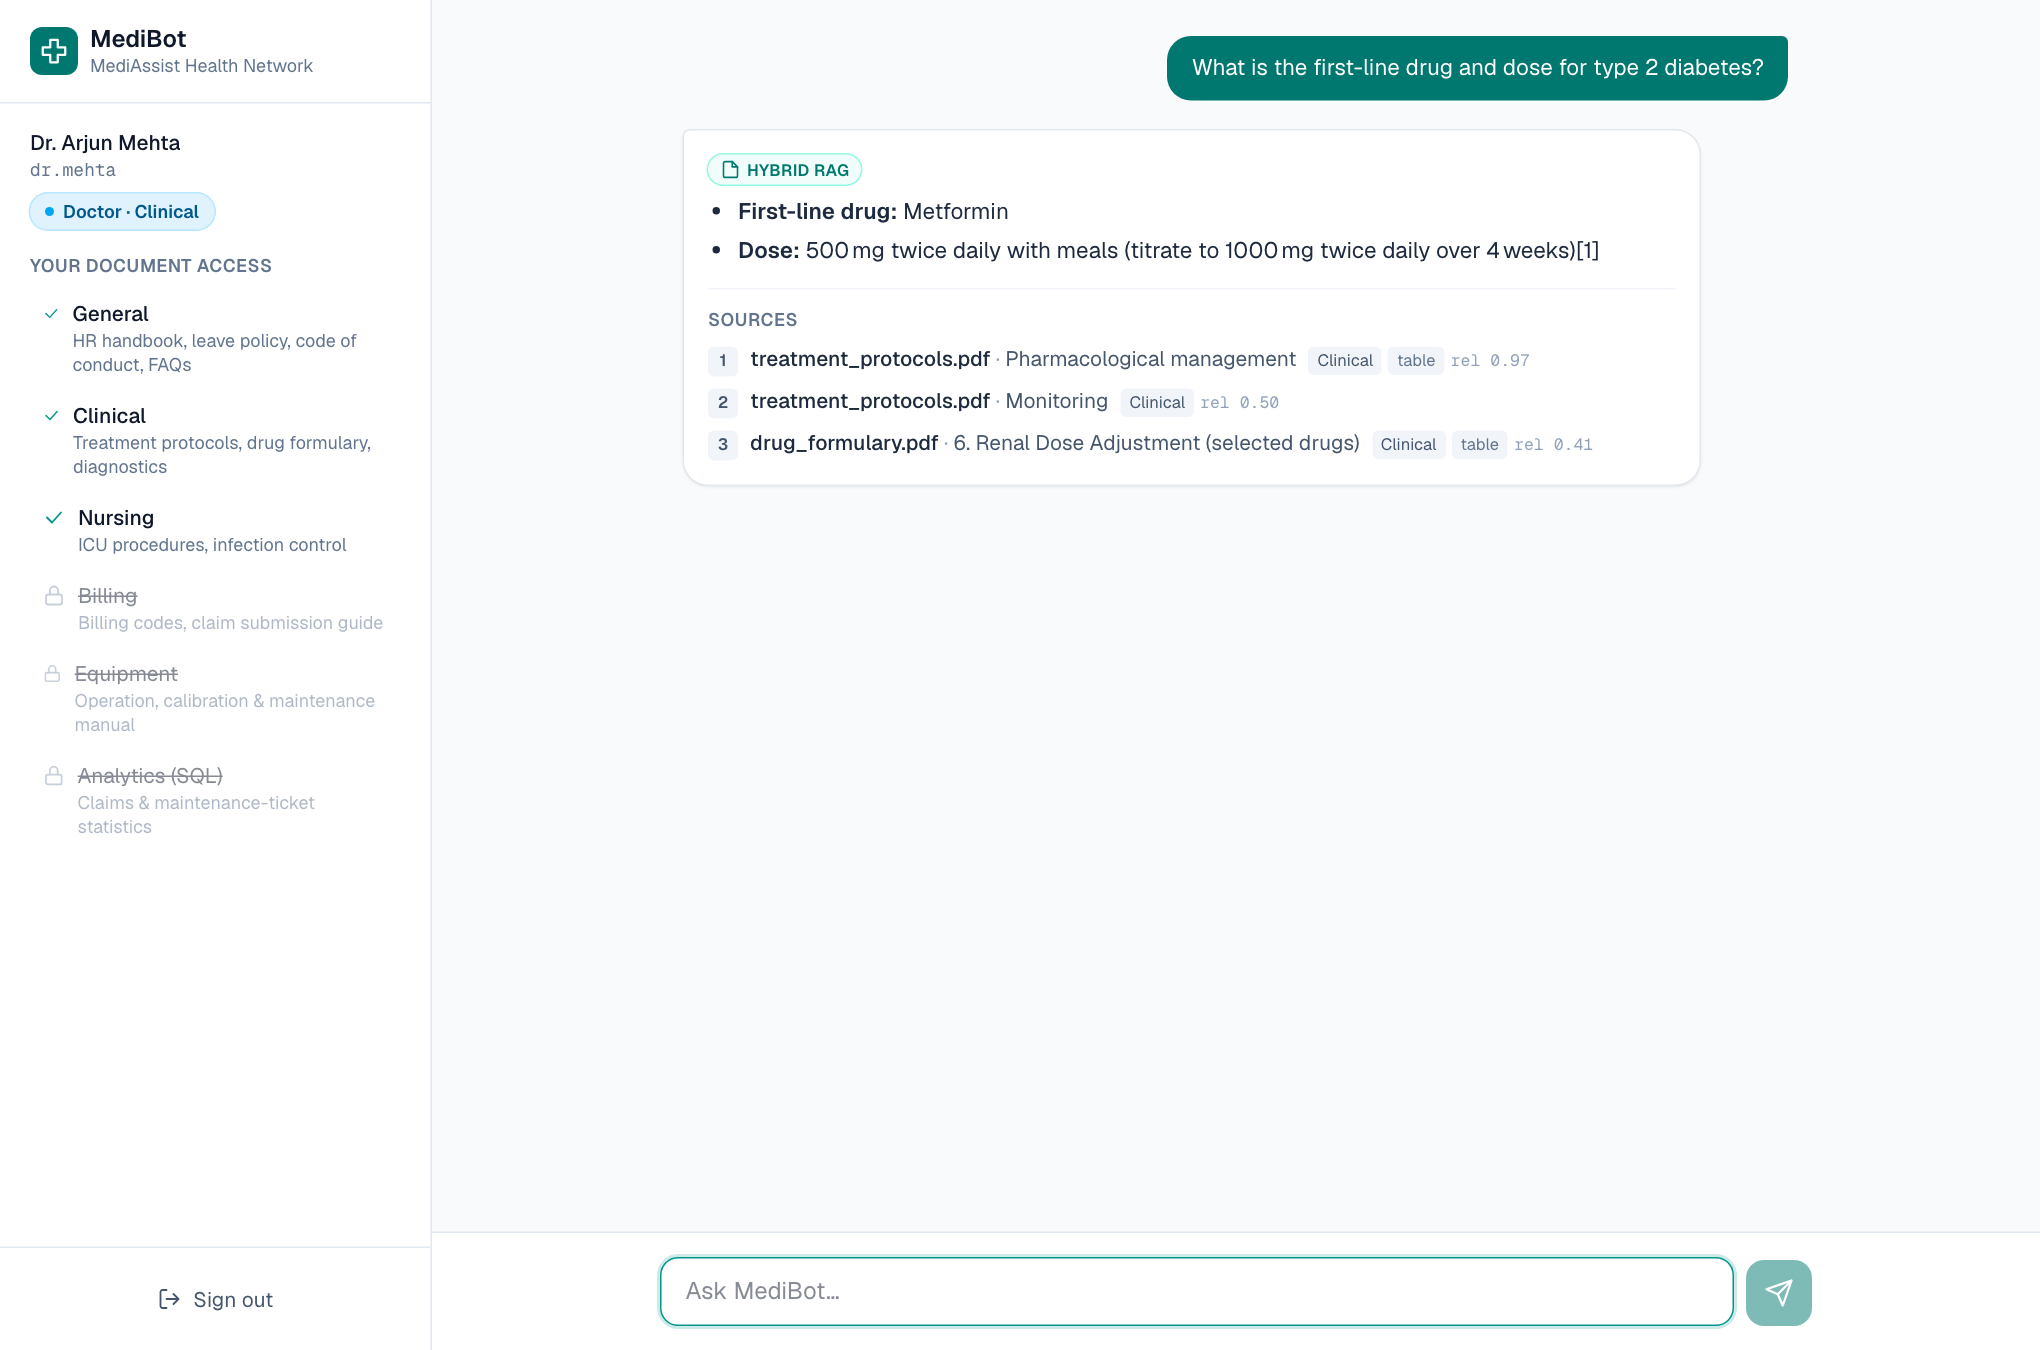 MediBot
MediAssist Health Network
Dr. Arjun Mehta
dr.mehta
Doctor · Clinical
YOUR DOCUMENT ACCESS
General
HR handbook, leave policy, code of
conduct, FAQs
Clinical
Treatment protocols, drug formulary,
diagnostics
Nursing
ICU procedures, infection control
Billing
Billing codes, claim submission guide
Equipment
Operation, calibration & maintenance
manual
Analytics (SQL)
Claims & maintenance-ticket
statistics
Sign out
What is the first-line drug and dose for type 2 diabetes?
HYBRID RAG
• First-line drug: Metformin
• Dose: 500 mg twice daily with meals (titrate to 1000 mg twice daily over 4 weeks)[1]
SOURCES
1 treatment_protocols.pdf · Pharmacological management Clinical table rel 0.97
2 treatment_protocols.pdf · Monitoring Clinical rel 0.50
3 drug_formulary.pdf · 6. Renal Dose Adjustment (selected drugs) Clinical table rel 0.41
Ask MediBot…